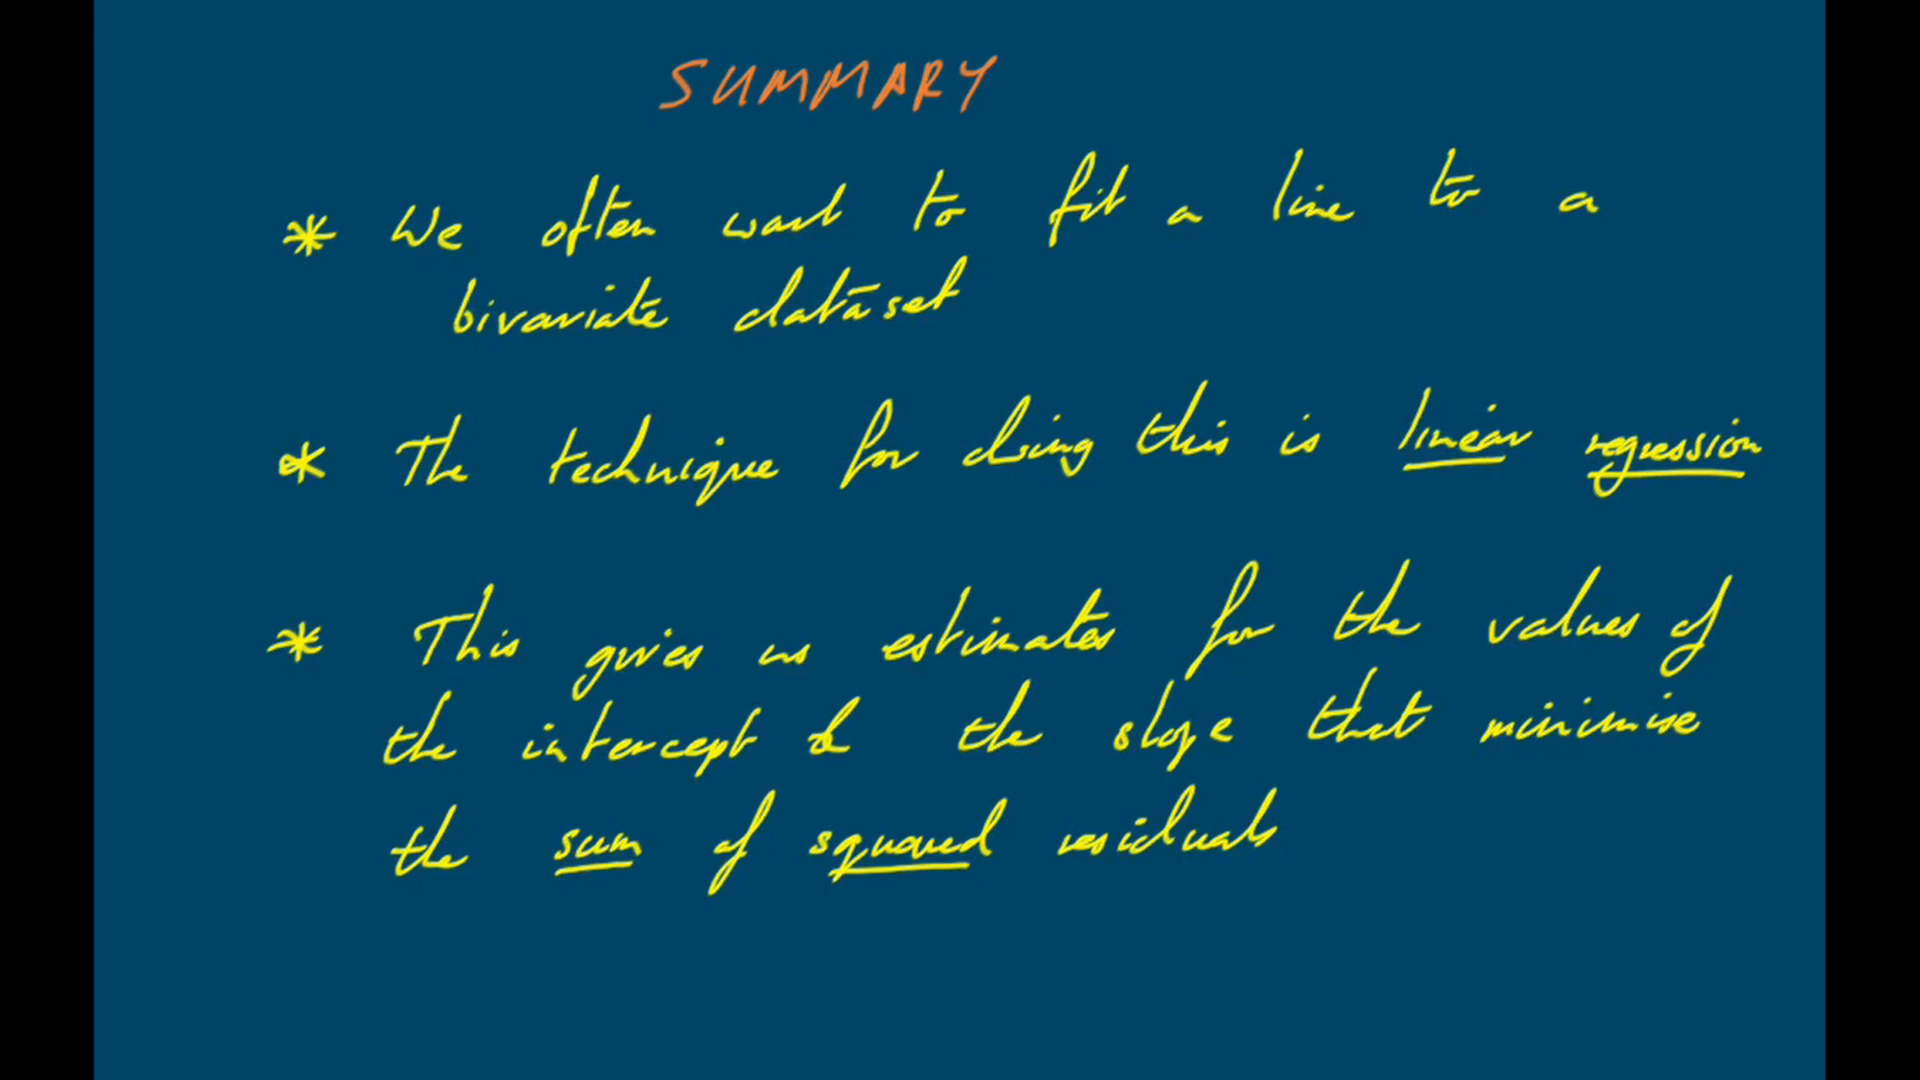 SUMMARY
* We often want to fit a line to a
bivariate dataset
* The technique for doing this is linear regression
* This gives us estimates for the values of
the intercept & the slope that minimise
the sum of squared residuals